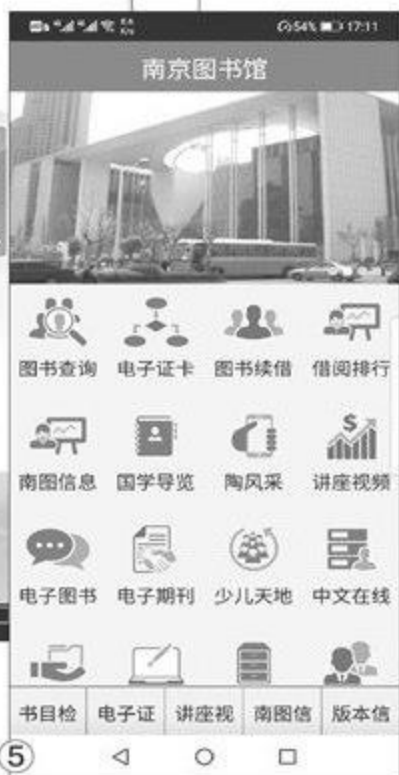 54% 17:11
南京图书馆
图书查询 电子证卡 图书续借 借阅排行
南图信息 国学导览 陶风采 讲座视频
电子图书 电子期刊 少儿天地 中文在线
书目检 电子证 讲座视 南图信 版本信
⑤